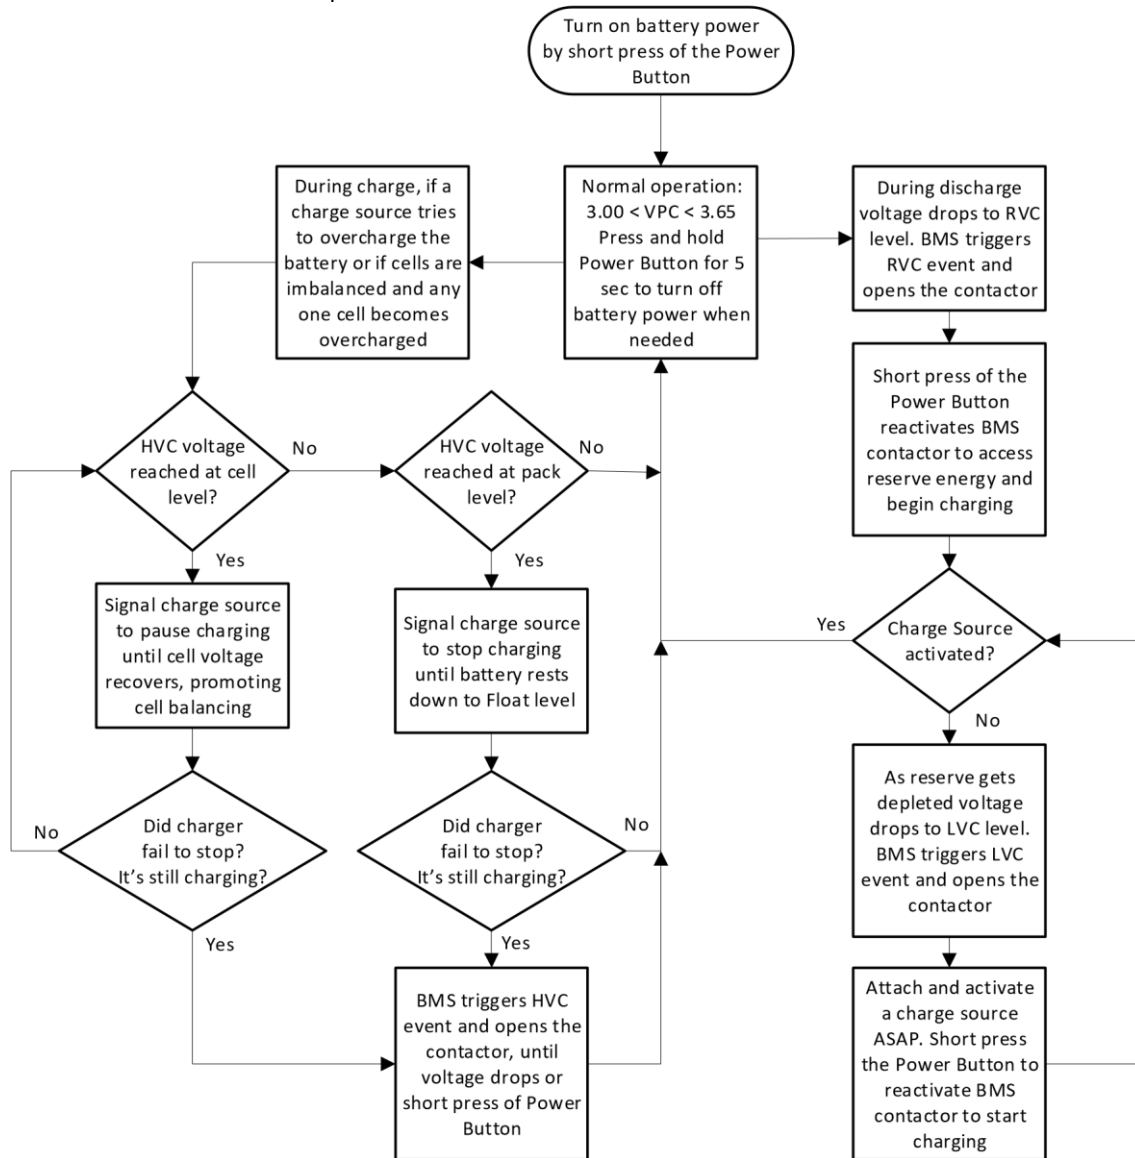 Turn on battery power
by short press of the Power
Button
During charge, if a
charge source tries
to overcharge the
battery or if cells are
imbalanced and any
one cell becomes
overcharged
Normal operation:
3.00 < VPC < 3.65
Press and hold
Power Button for 5
sec to turn off
battery power when
needed
During discharge
voltage drops to RVC
level. BMS triggers
RVC event and
opens the contactor
Short press of the
Power Button
reactivates BMS
contactor to access
reserve energy and
begin charging
HVC voltage
reached at cell
level?
No
HVC voltage
reached at pack
level?
No
Yes
Yes
Signal charge source
to pause charging
until cell voltage
recovers, promoting
cell balancing
Signal charge source
to stop charging
until battery rests
down to Float level
Yes
Charge Source
activated?
No
Did charger
fail to stop?
It's still charging?
No
Yes
Did charger
fail to stop?
It's still charging?
No
Yes
As reserve gets
depleted voltage
drops to LVC level.
BMS triggers LVC
event and opens the
contactor
BMS triggers HVC
event and opens the
contactor, until
voltage drops or
short press of Power
Button
Attach and activate
a charge source
ASAP. Short press
the Power Button to
reactivate BMS
contactor to start
charging